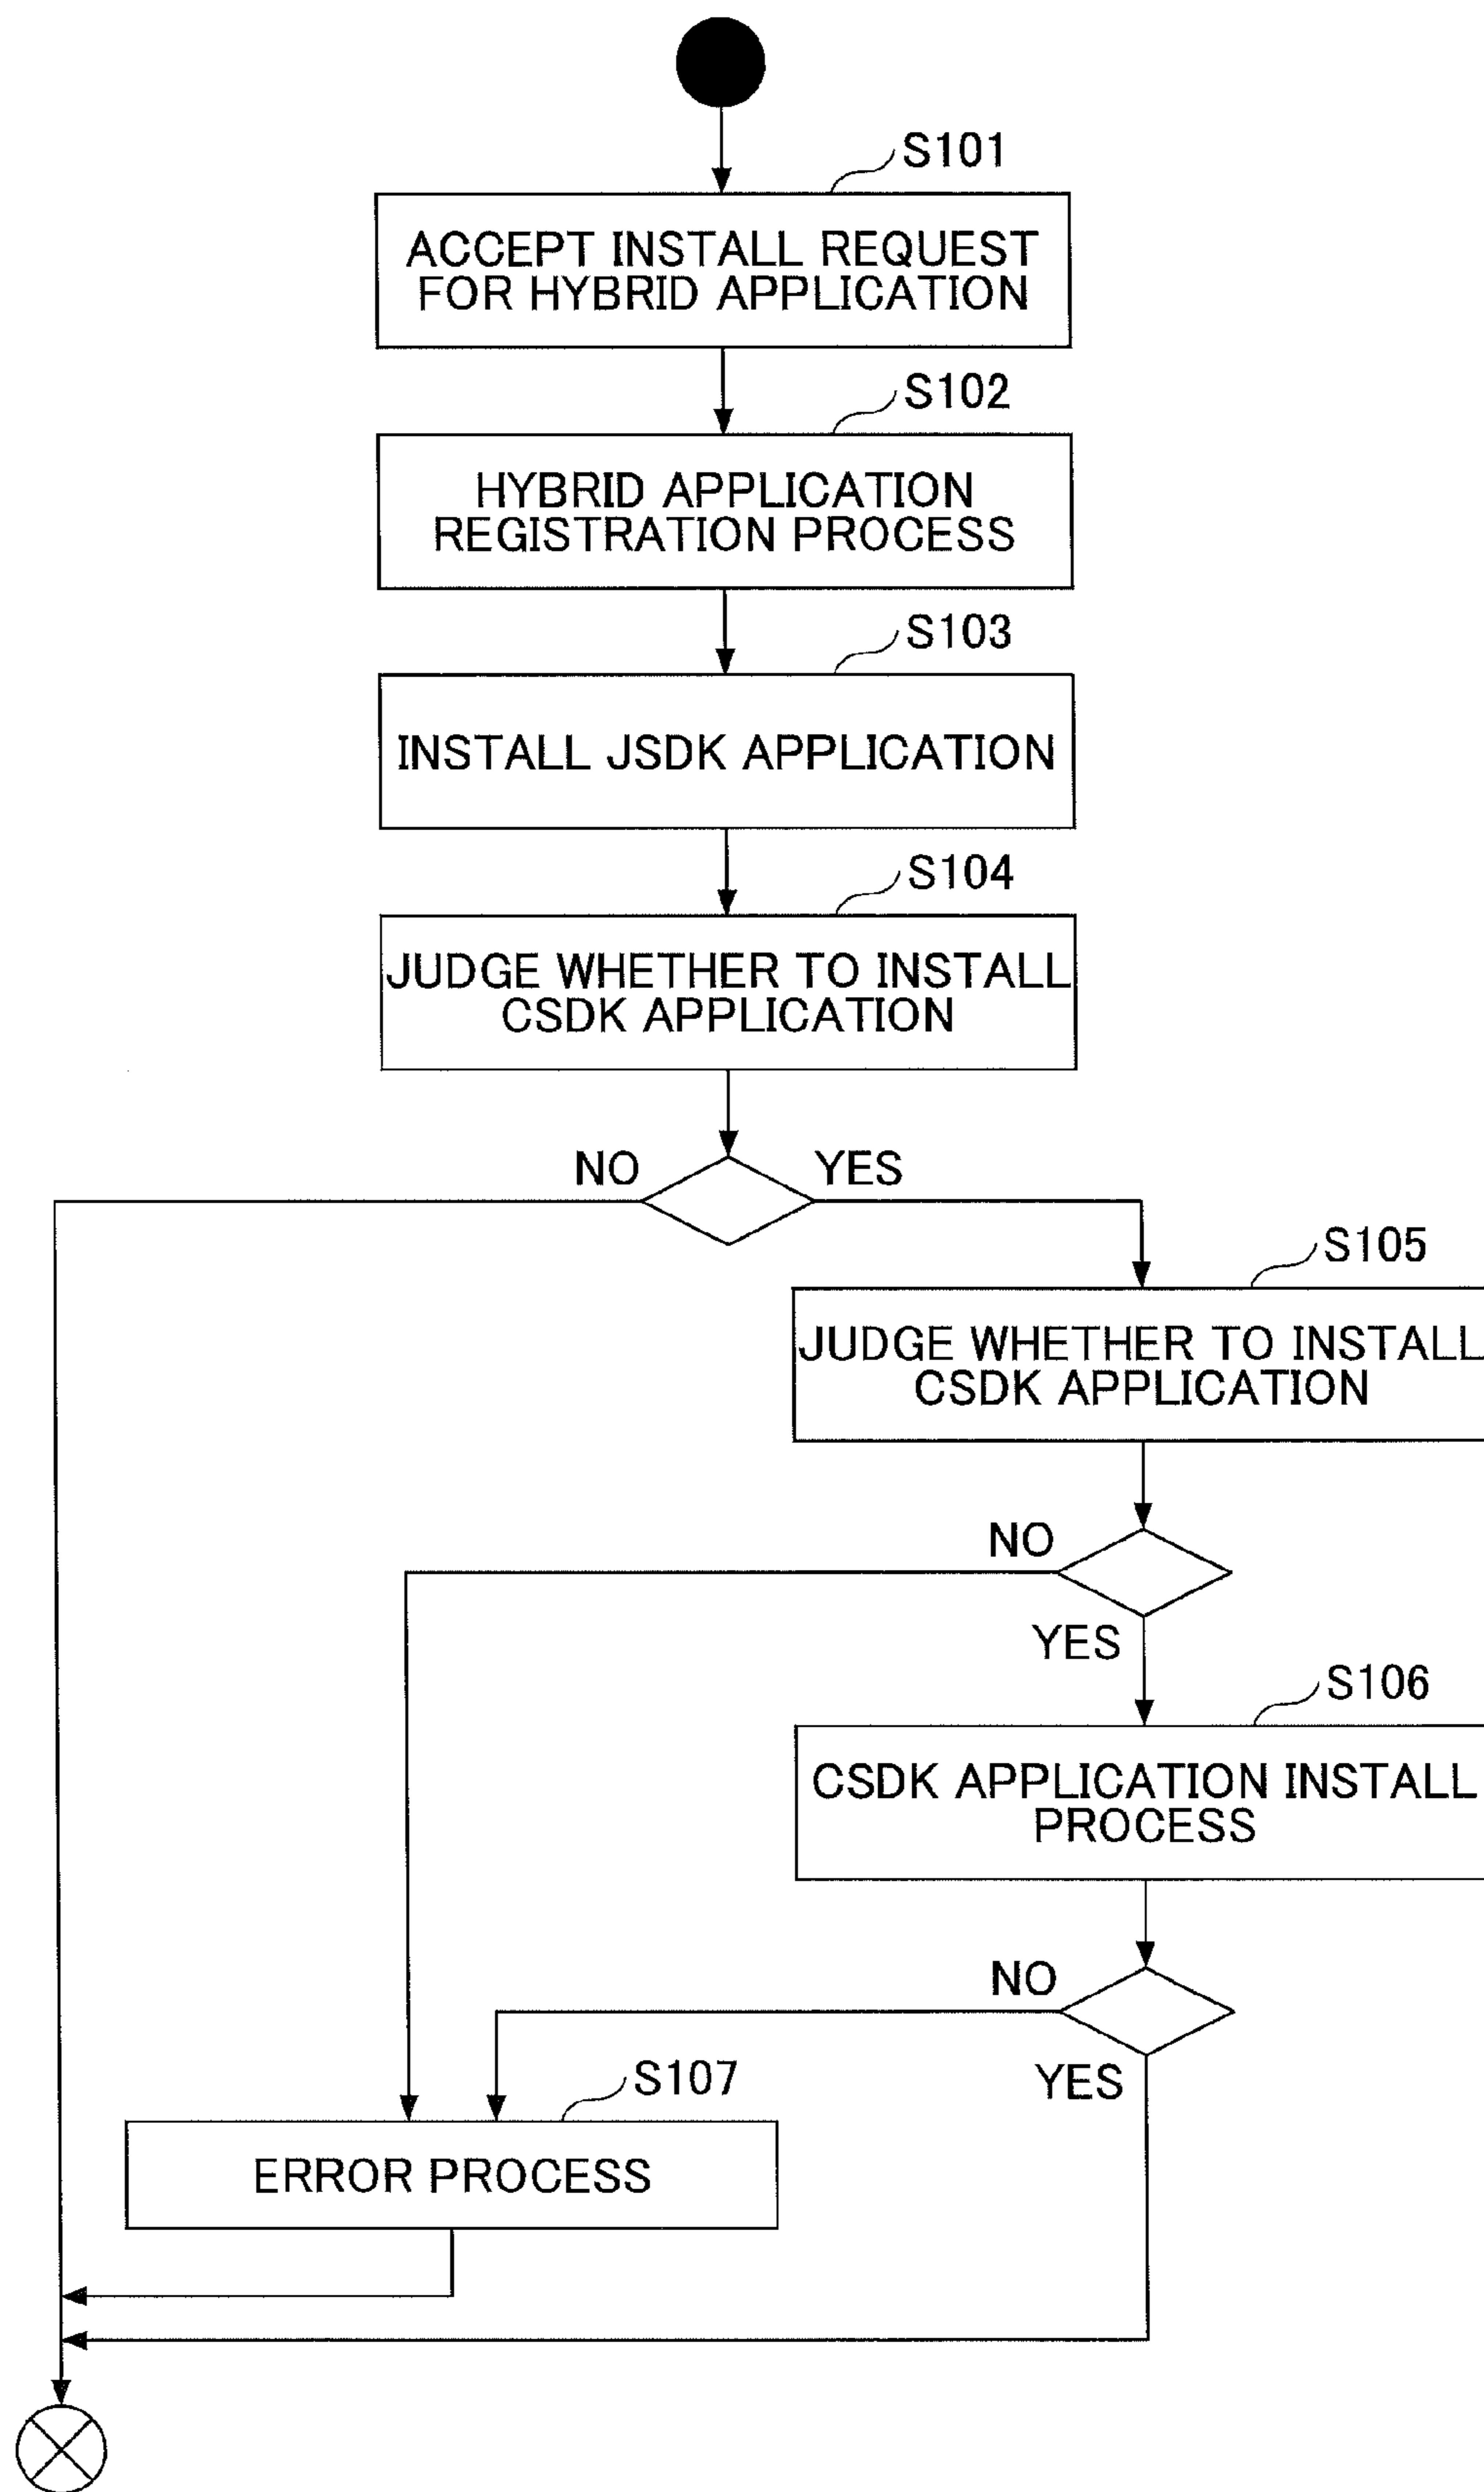 S101
ACCEPT INSTALL REQUEST
FOR HYBRID APPLICATION
S102
HYBRID APPLICATION
REGISTRATION PROCESS
S103
INSTALL JSDK APPLICATION
S104
JUDGE WHETHER TO INSTALL
CSDK APPLICATION
NO
YES
S105
JUDGE WHETHER TO INSTALL
CSDK APPLICATION
NO
YES
S106
CSDK APPLICATION INSTALL
PROCESS
NO
YES
S107
ERROR PROCESS